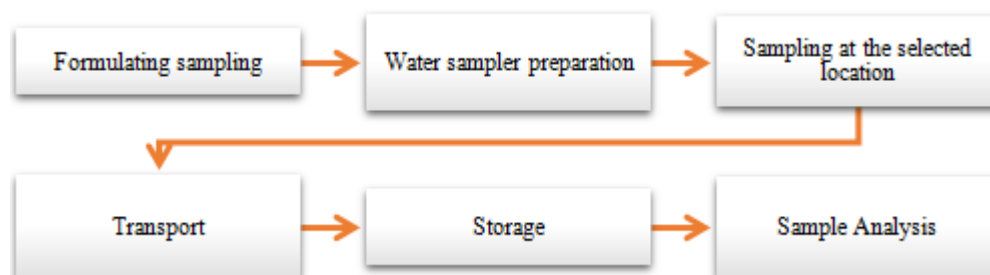 Formulating sampling
Water sampler preparation
Sampling at the selected
location
Transport
Storage
Sample Analysis